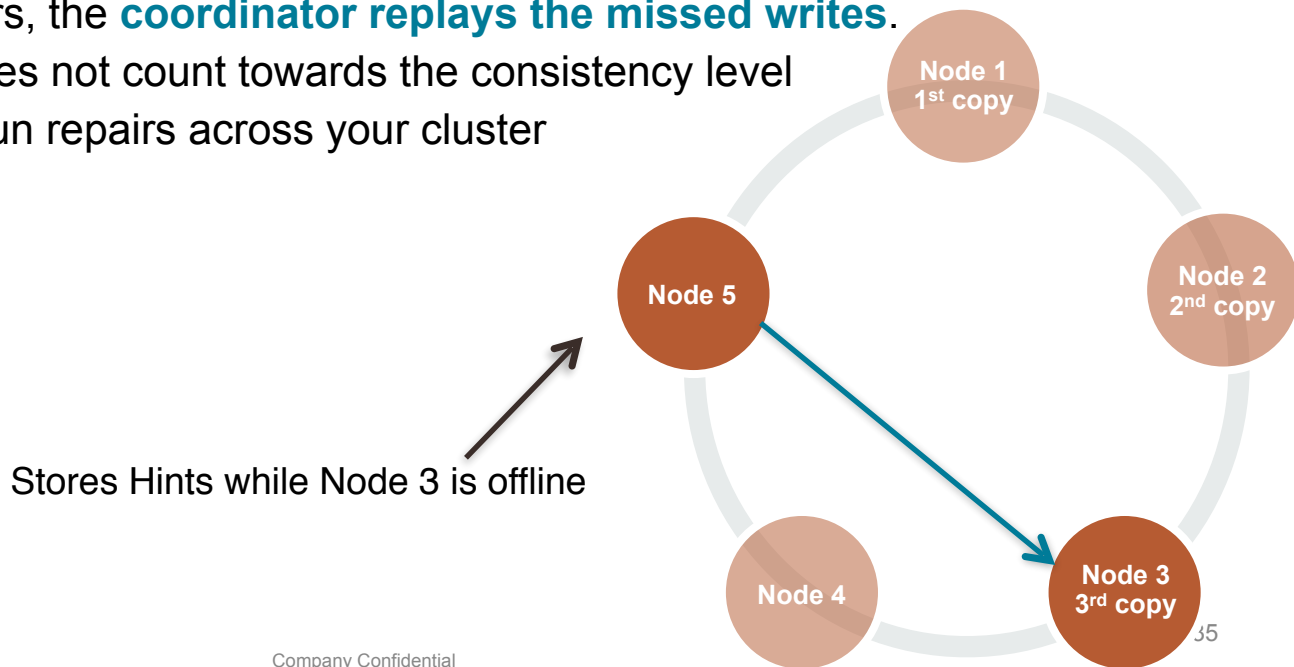 rs, the coordinator replays the missed writes.
es not count towards the consistency level
un repairs across your cluster
Node 1
1st copy
Node 2
2nd copy
Node 5
Stores Hints while Node 3 is offline
Node 4
Node 3
3rd copy
35
Company Confidential